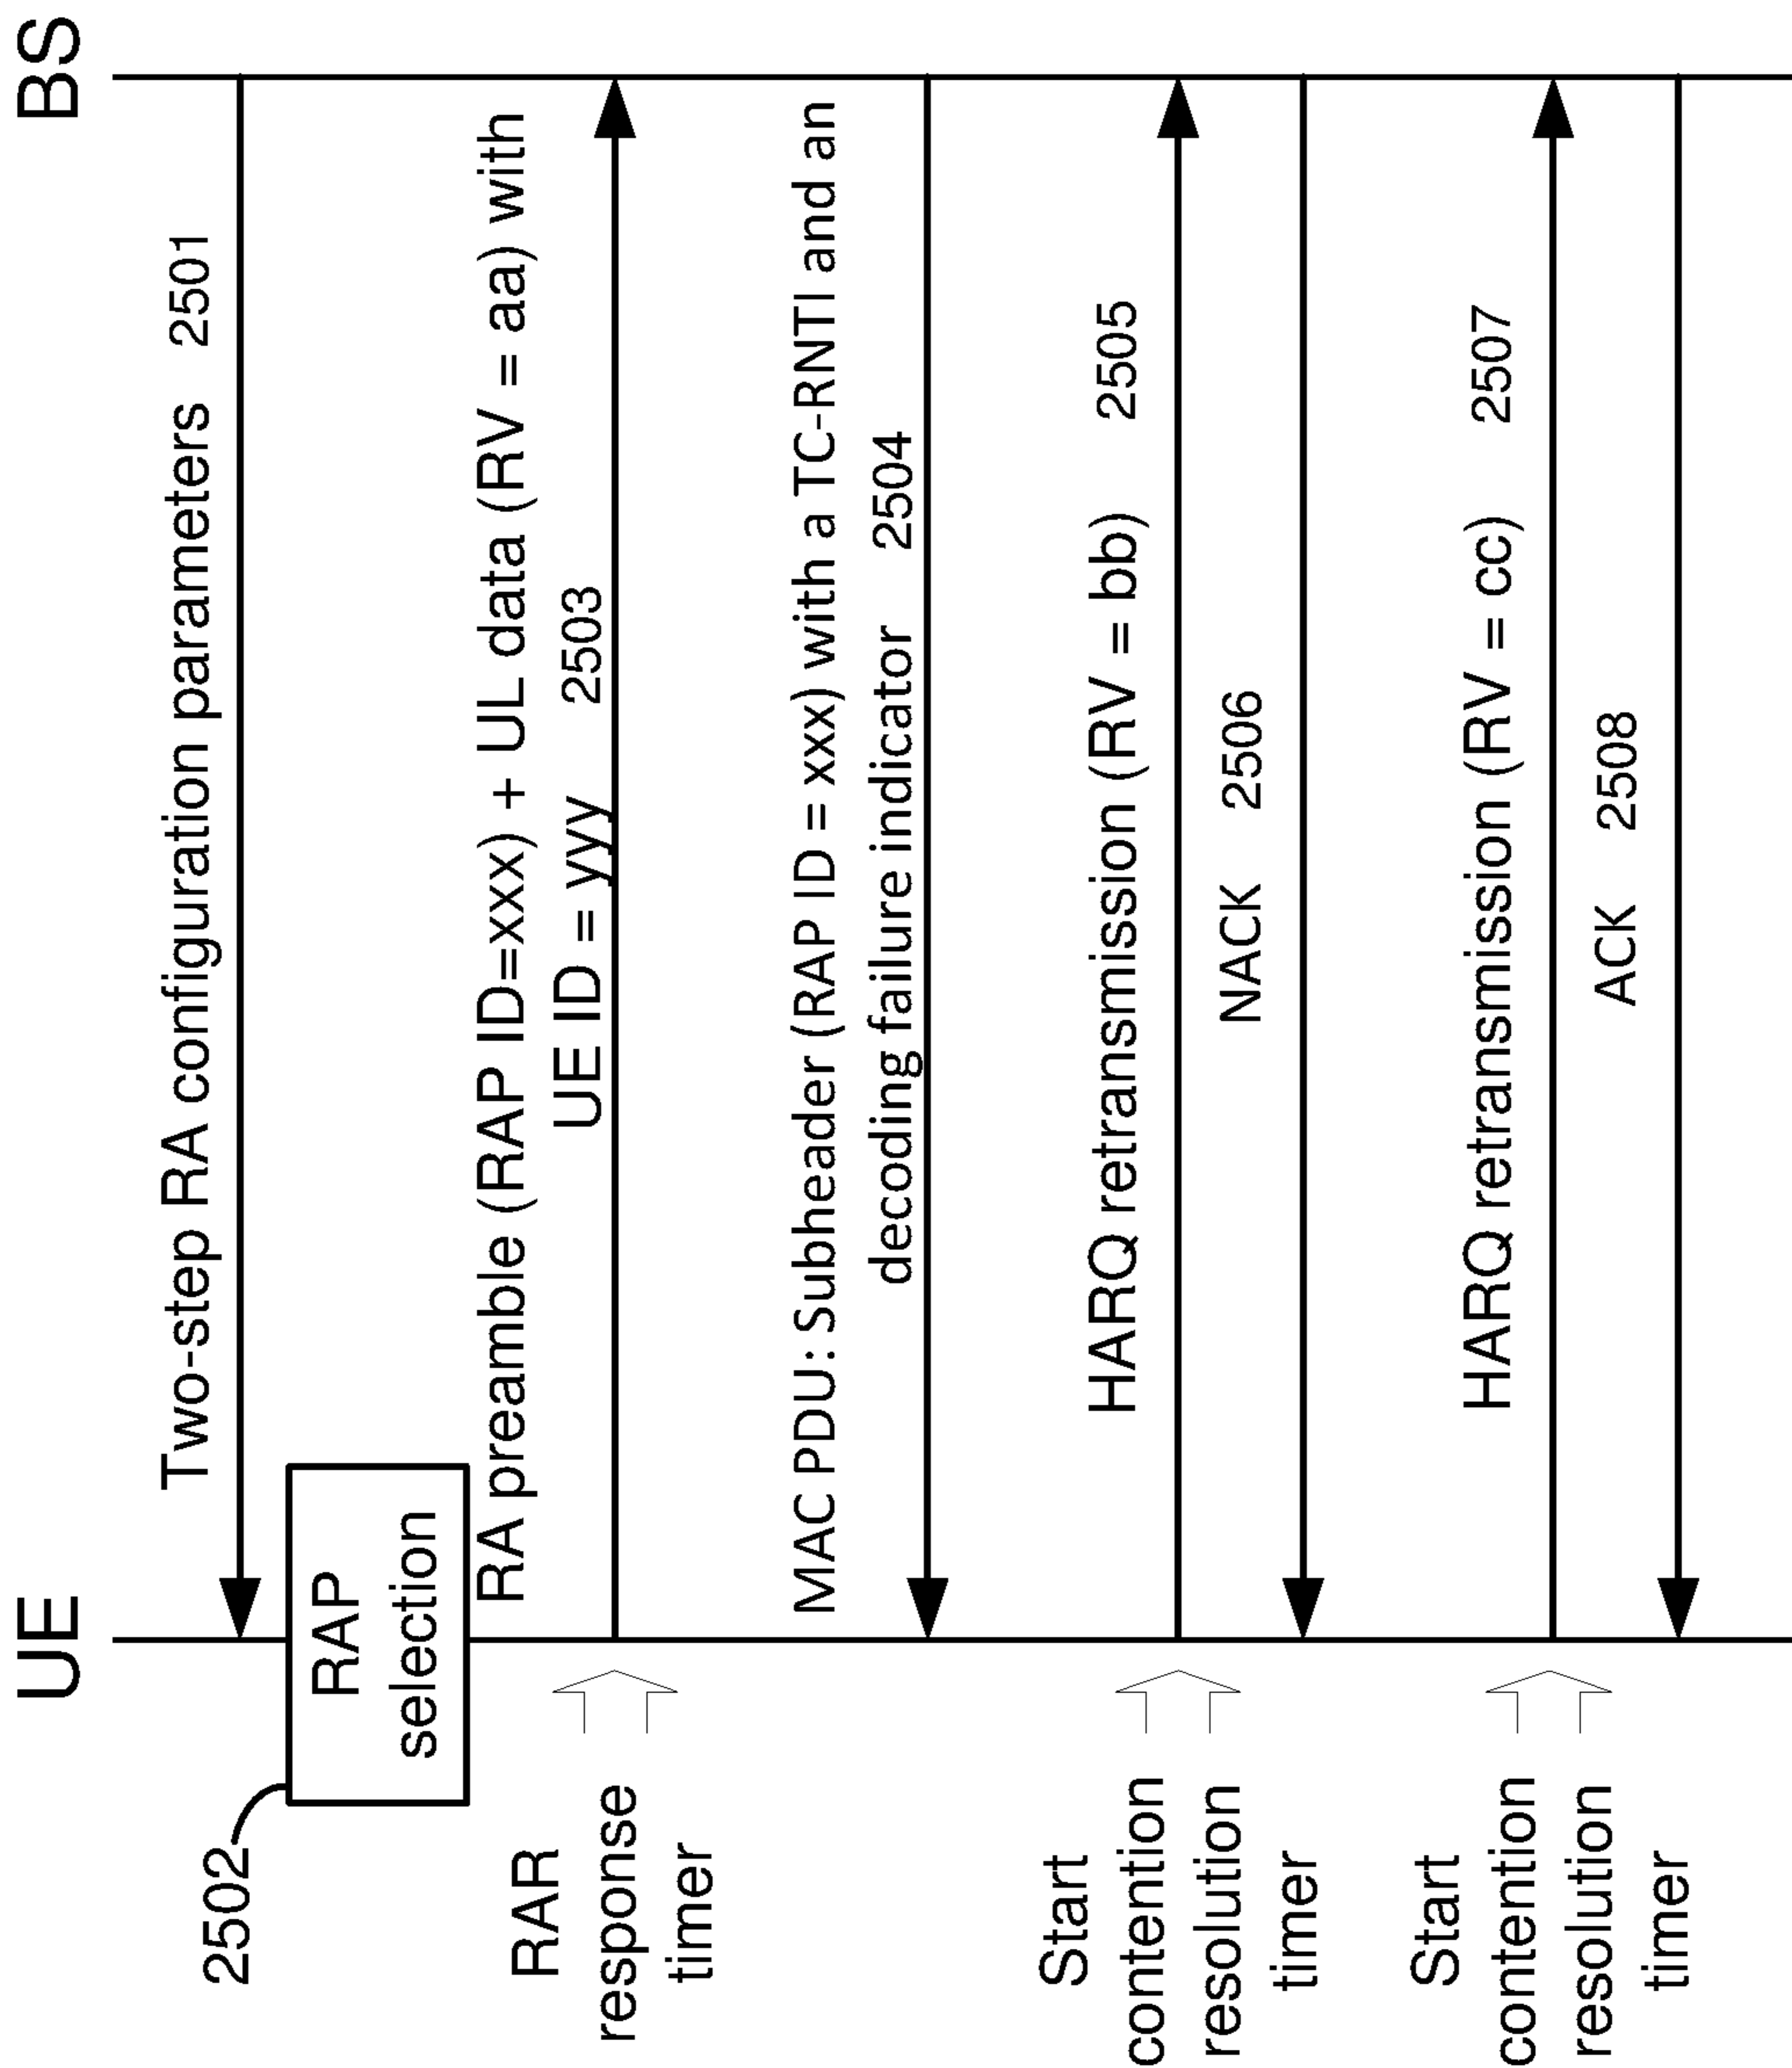 UE
BS
Two-step RA configuration parameters 2501
2502
RAP
selection
RA preamble (RAP ID=xxx) + UL data (RV = aa) with
UE ID = yyy 2503
RAR
response
timer
MAC PDU: Subheader (RAP ID = xxx) with a TC-RNTI and an
decoding failure indicator 2504
HARQ retransmission (RV = bb) 2505
Start
contention
resolution
timer
NACK 2506
HARQ retransmission (RV = cc) 2507
Start
contention
resolution
timer
ACK 2508